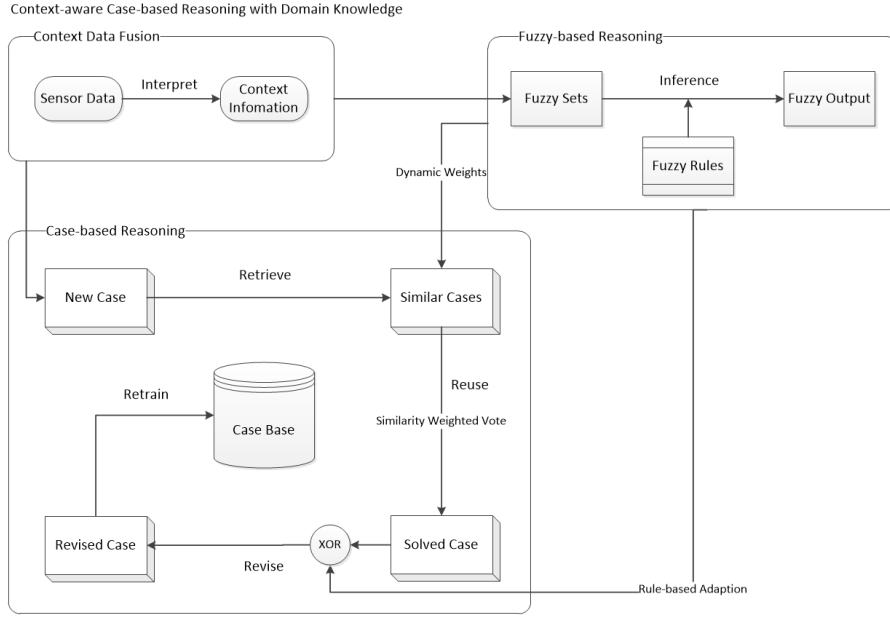 Context-aware Case-based Reasoning with Domain Knowledge
Context Data Fusion
Sensor Data
Interpret
Context
Infomation
Fuzzy-based Reasoning
Fuzzy Sets
Inference
Fuzzy Output
Fuzzy Rules
Dynamic Weights
Case-based Reasoning
New Case
Retrieve
Similar Cases
Reuse
Similarity Weighted Vote
Retrain
Case Base
Revised Case
Revise
XOR
Solved Case
Rule-based Adaption